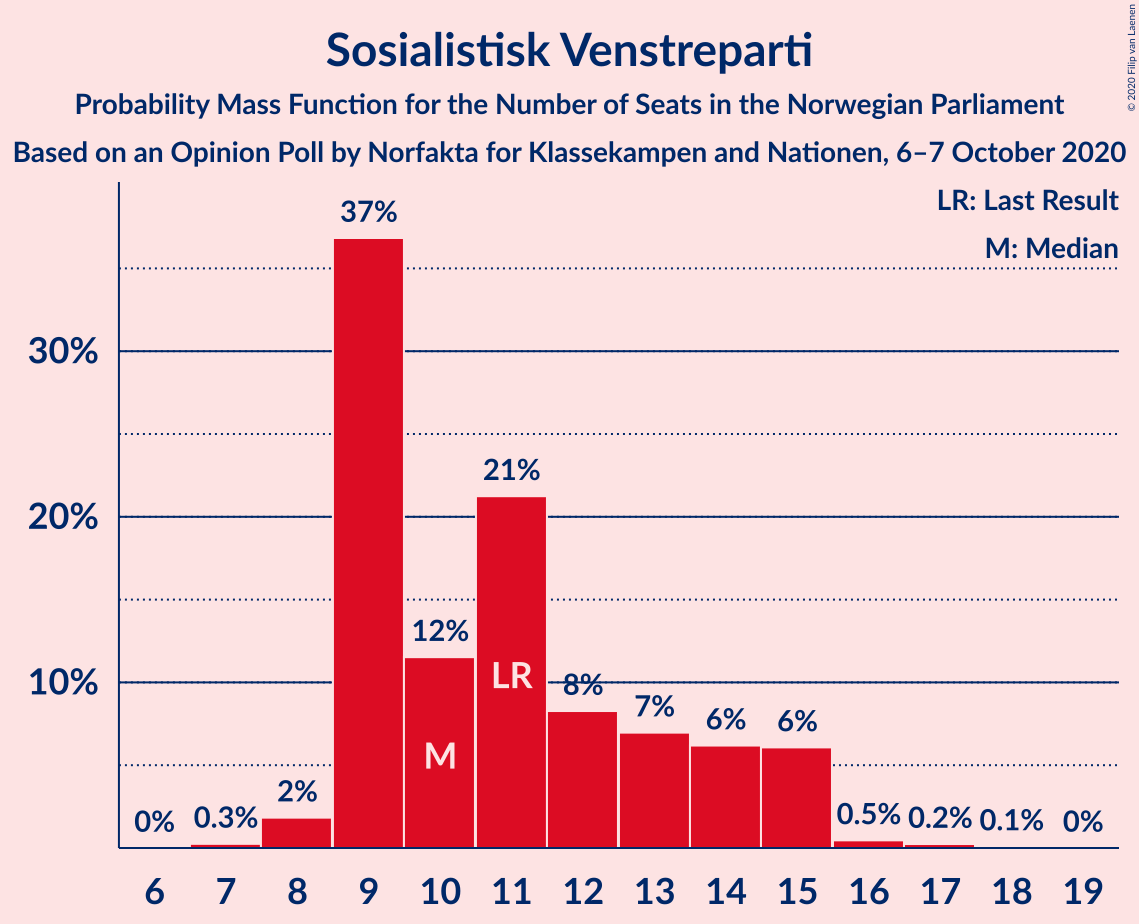 Sosialistisk Venstreparti
Probability Mass Function for the Number of Seats in the Norwegian Parliament
Based on an Opinion Poll by Norfakta for Klassekampen and Nationen, 6–7 October 2020
© 2020 Filip van Laenen
LR: Last Result
M: Median
30%
20%
10%
0%
0.3%
2%
37%
12%
21%
8%
7%
6%
6%
0.5%
0.2%
0.1%
0%
M
LR
6 7 8 9 10 11 12 13 14 15 16 17 18 19